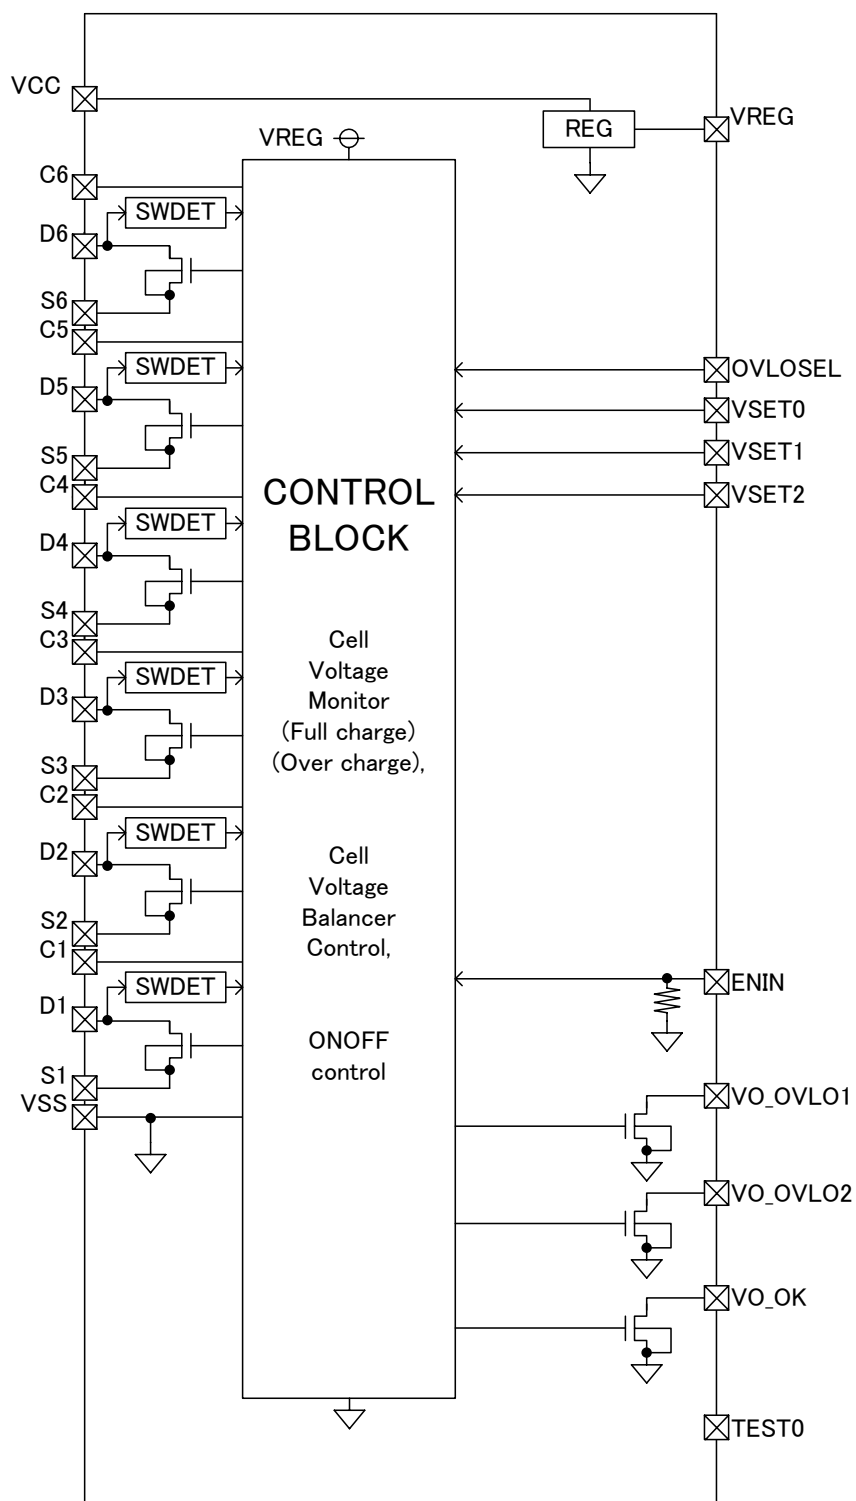 VCC
VREG
REG
VREG
C6
SWDET
D6
S6
C5
SWDET
D5
S5
C4
SWDET
D4
S4
C3
SWDET
D3
S3
C2
SWDET
D2
S2
C1
SWDET
D1
S1
VSS
CONTROL
BLOCK
Cell
Voltage
Monitor
(Full charge)
(Over charge),
Cell
Voltage
Balancer
Control,
ONOFF
control
OVLOSEL
VSET0
VSET1
VSET2
ENIN
VO_OVLO1
VO_OVLO2
VO_OK
TEST0